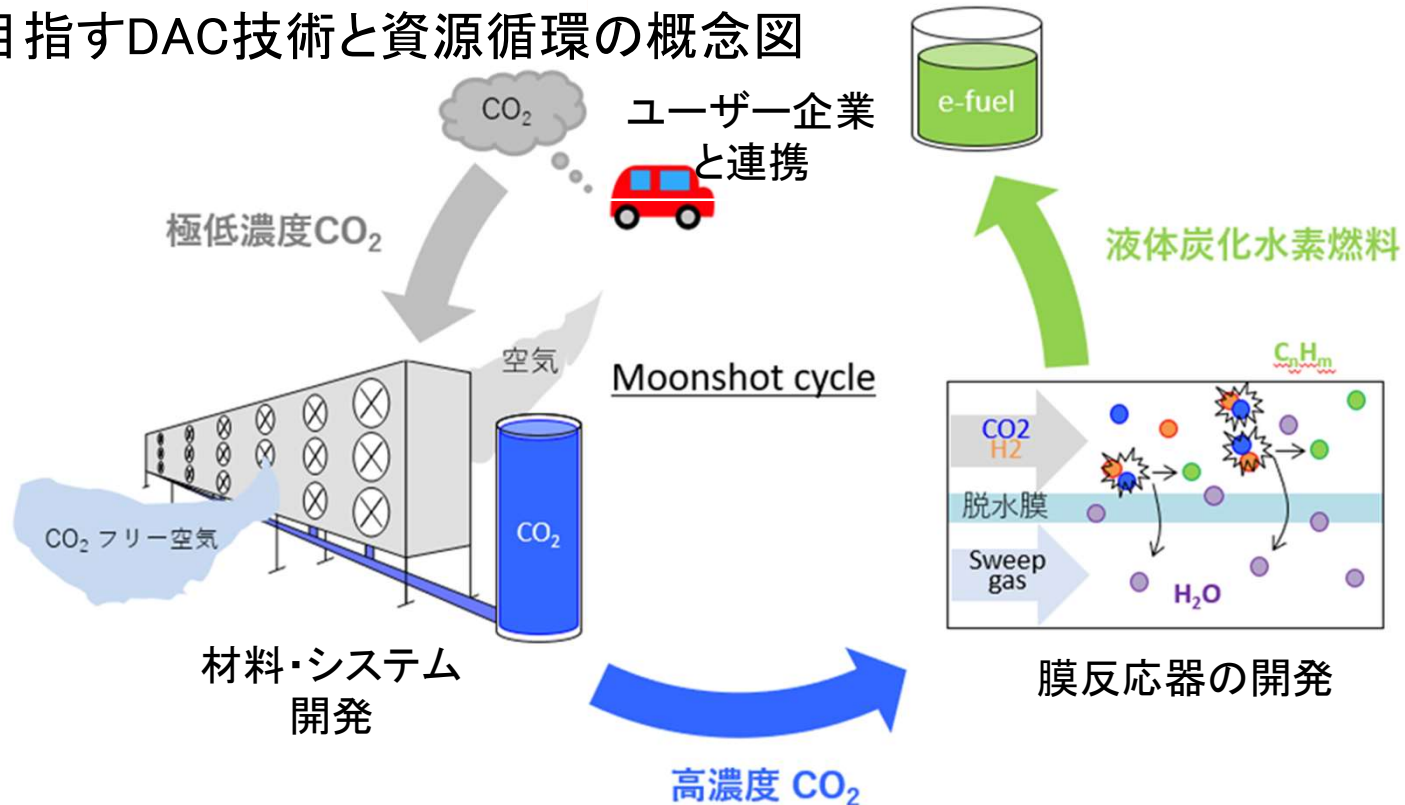 目指すDAC技術と資源循環の概念図
CO₂
ユーザー企業
と連携
e-fuel
極低濃度CO₂
液体炭化水素燃料
空気
Moonshot cycle
CₙHₘ
CO2
H2
脱水膜
Sweep
gas
H₂O
CO₂ フリー空気
CO₂
材料・システム
開発
膜反応器の開発
高濃度 CO₂